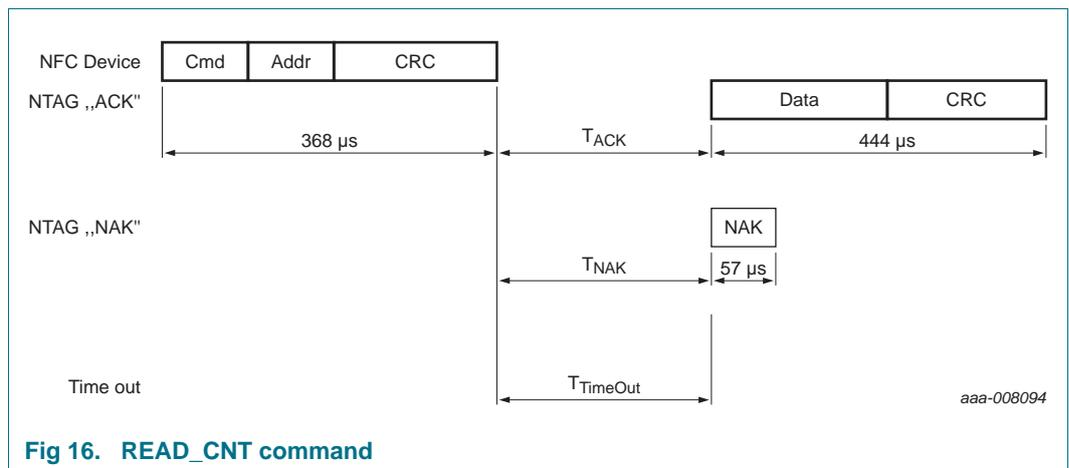 NFC Device Cmd Addr CRC
NTAG ,,ACK" Data CRC
368 µs TACK 444 µs
NTAG ,,NAK" NAK
TNAK 57 µs
Time out TTimeOut
aaa-008094
Fig 16. READ_CNT command